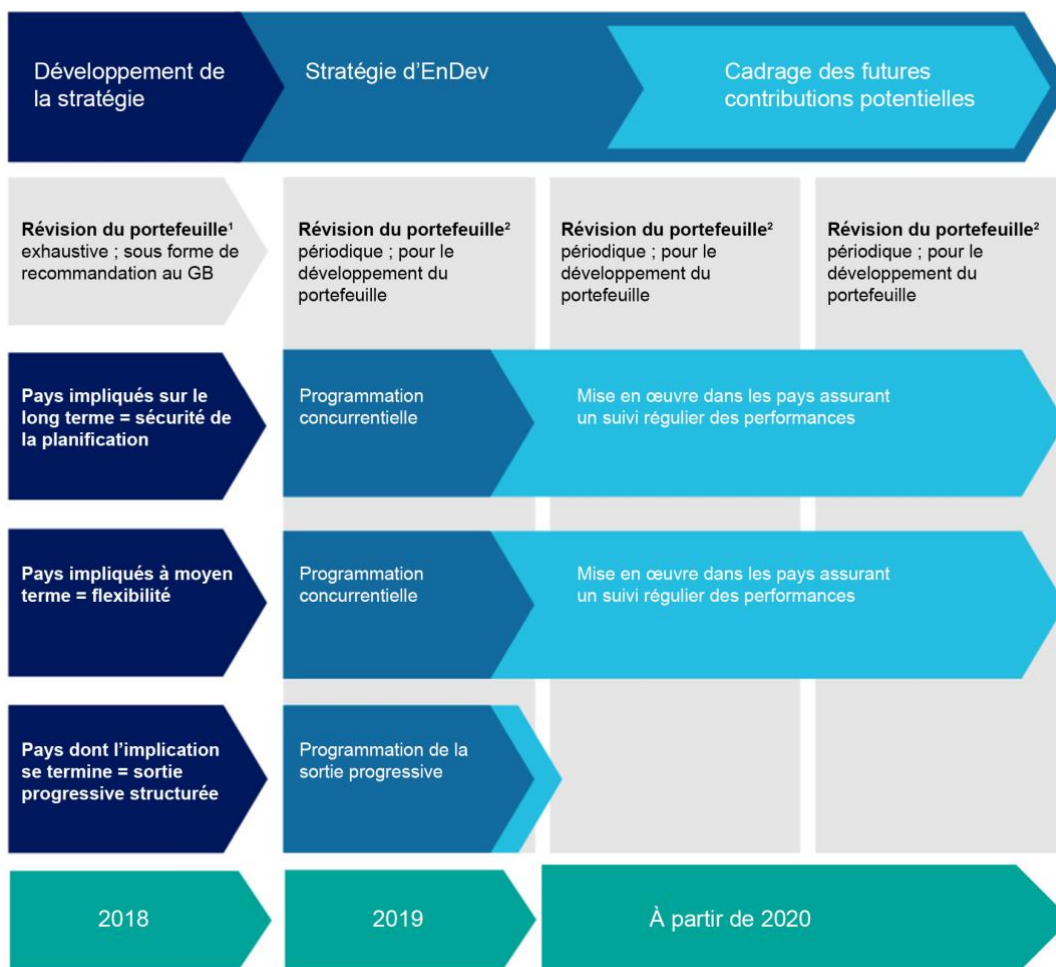 Développement de
la stratégie
Stratégie d’EnDev
Cadrage des futures
contributions potentielles
Révision du portefeuille¹
exhaustive ; sous forme de
recommandation au GB
Révision du portefeuille²
périodique ; pour le
développement du
portefeuille
Révision du portefeuille²
périodique ; pour le
développement du
portefeuille
Révision du portefeuille²
périodique ; pour le
développement du
portefeuille
Pays impliqués sur le
long terme = sécurité de
la planification
Programmation
concurrentielle
Mise en œuvre dans les pays assurant
un suivi régulier des performances
Pays impliqués à moyen
terme = flexibilité
Programmation
concurrentielle
Mise en œuvre dans les pays assurant
un suivi régulier des performances
Pays dont l’implication
se termine = sortie
progressive structurée
Programmation de la
sortie progressive
2018
2019
À partir de 2020